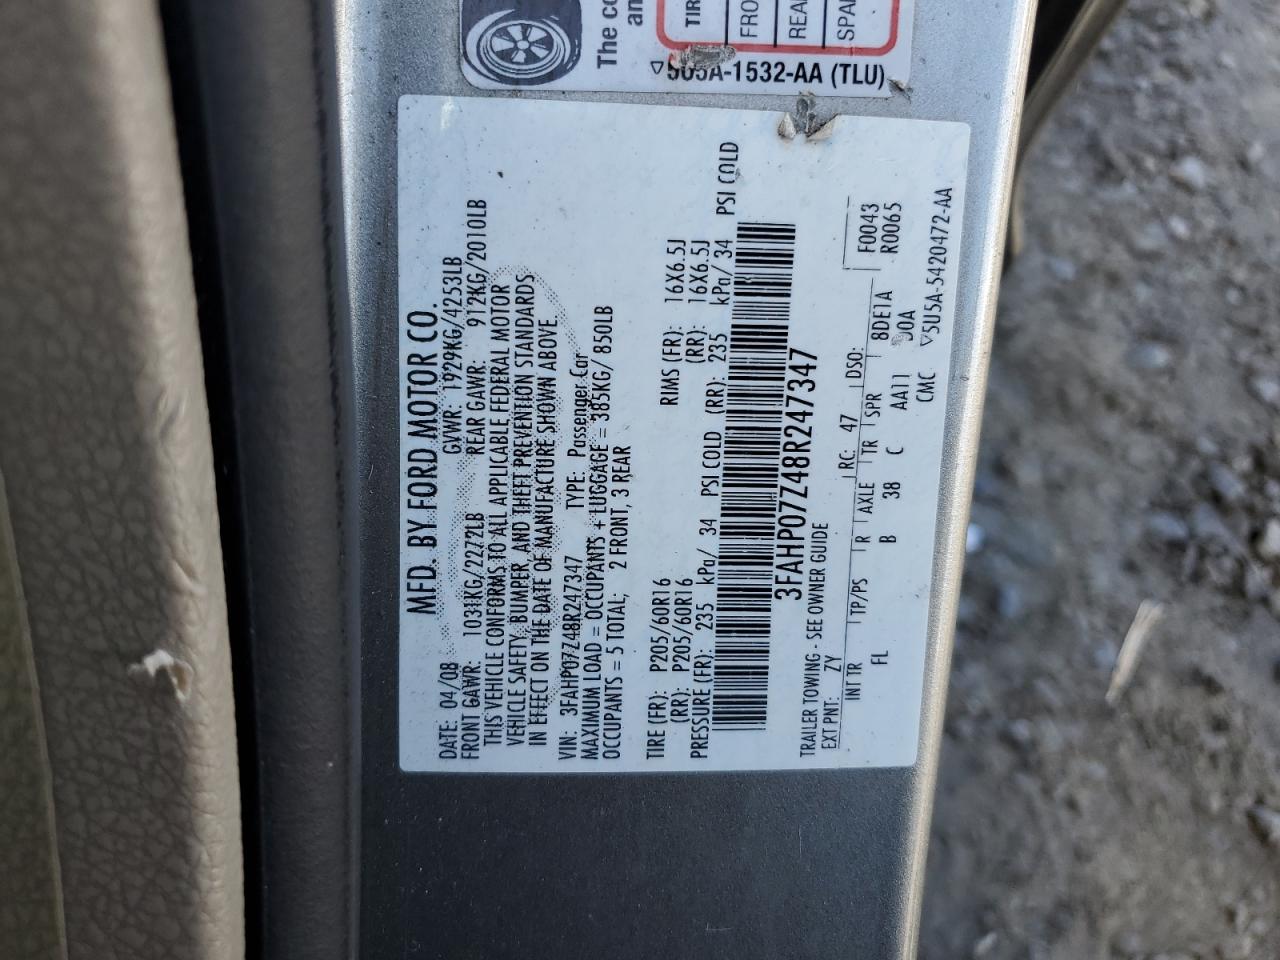 The co
an
TIR
FRO
REA
SPA
5U5A-1532-AA (TLU)
MFD. BY FORD MOTOR CO.
DATE: 04/08 GVWR: 1929KG/4253LB
FRONT GAWR: 1031KG/2272LB REAR GAWR: 912KG/2010LB
THIS VEHICLE CONFORMS TO ALL APPLICABLE FEDERAL MOTOR
VEHICLE SAFETY, BUMPER, AND THEFT PREVENTION STANDARDS
IN EFFECT ON THE DATE OF MANUFACTURE SHOWN ABOVE
VIN: 3FAHP07Z48R247347 TYPE: Passenger Car
MAXIMUM LOAD = OCCUPANTS + LUGGAGE = 385KG/ 850LB
OCCUPANTS = 5 TOTAL; 2 FRONT, 3 REAR
TIRE (FR): P205/60R16 RIMS (FR): 16X6.5J
(RR): P205/60R16 (RR): 16X6.5J
PRESSURE (FR): 235 kPa/ 34 PSI COLD (RR): 235 kPa/ 34 PSI COLD
3FAHP07Z48R247347
TRAILER TOWING - SEE OWNER GUIDE
EXT PNT: ZY RC: 47 DSO: F0043
R0065
INT TR TP/PS R AXLE TR SPR 8DE1A
FL B 38 C AA11
CMC 5U5A-5420472-AA